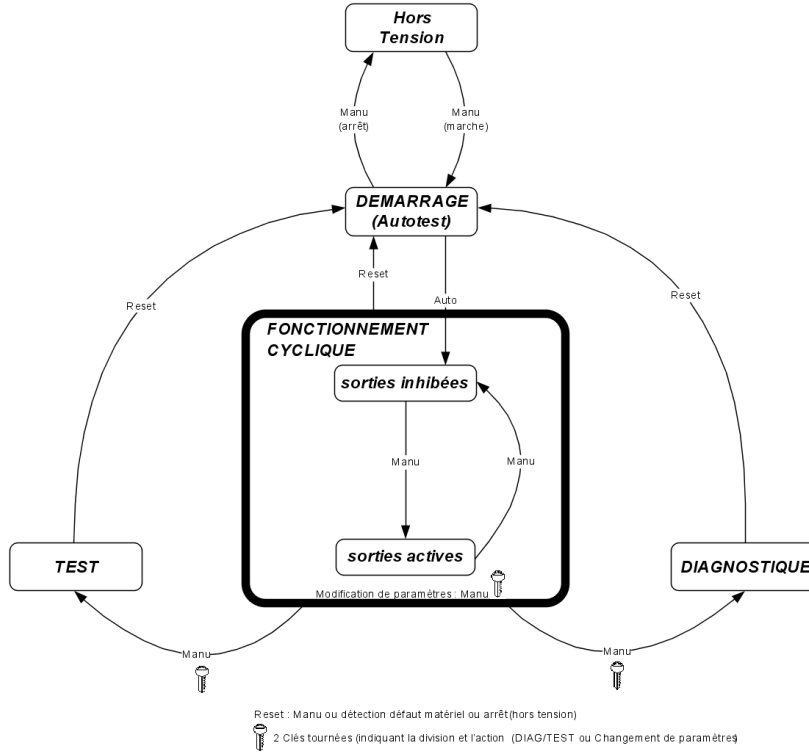 Hors
Tension
Manu
(arrêt)
Manu
(marche)
DEMARRAGE
(Autotest)
Reset
Reset
Reset
Auto
FONCTIONNEMENT
CYCLIQUE
sorties inhibées
Manu
Manu
sorties actives
TEST
DIAGNOSTIQUE
Modification de paramètres : Manu
Manu
Manu
Reset : Manu ou détection défaut matériel ou arrêt(hors tension)
2 Clés tournées (indiquant la division et l'action (DIAG/TEST ou Changement de paramètres)